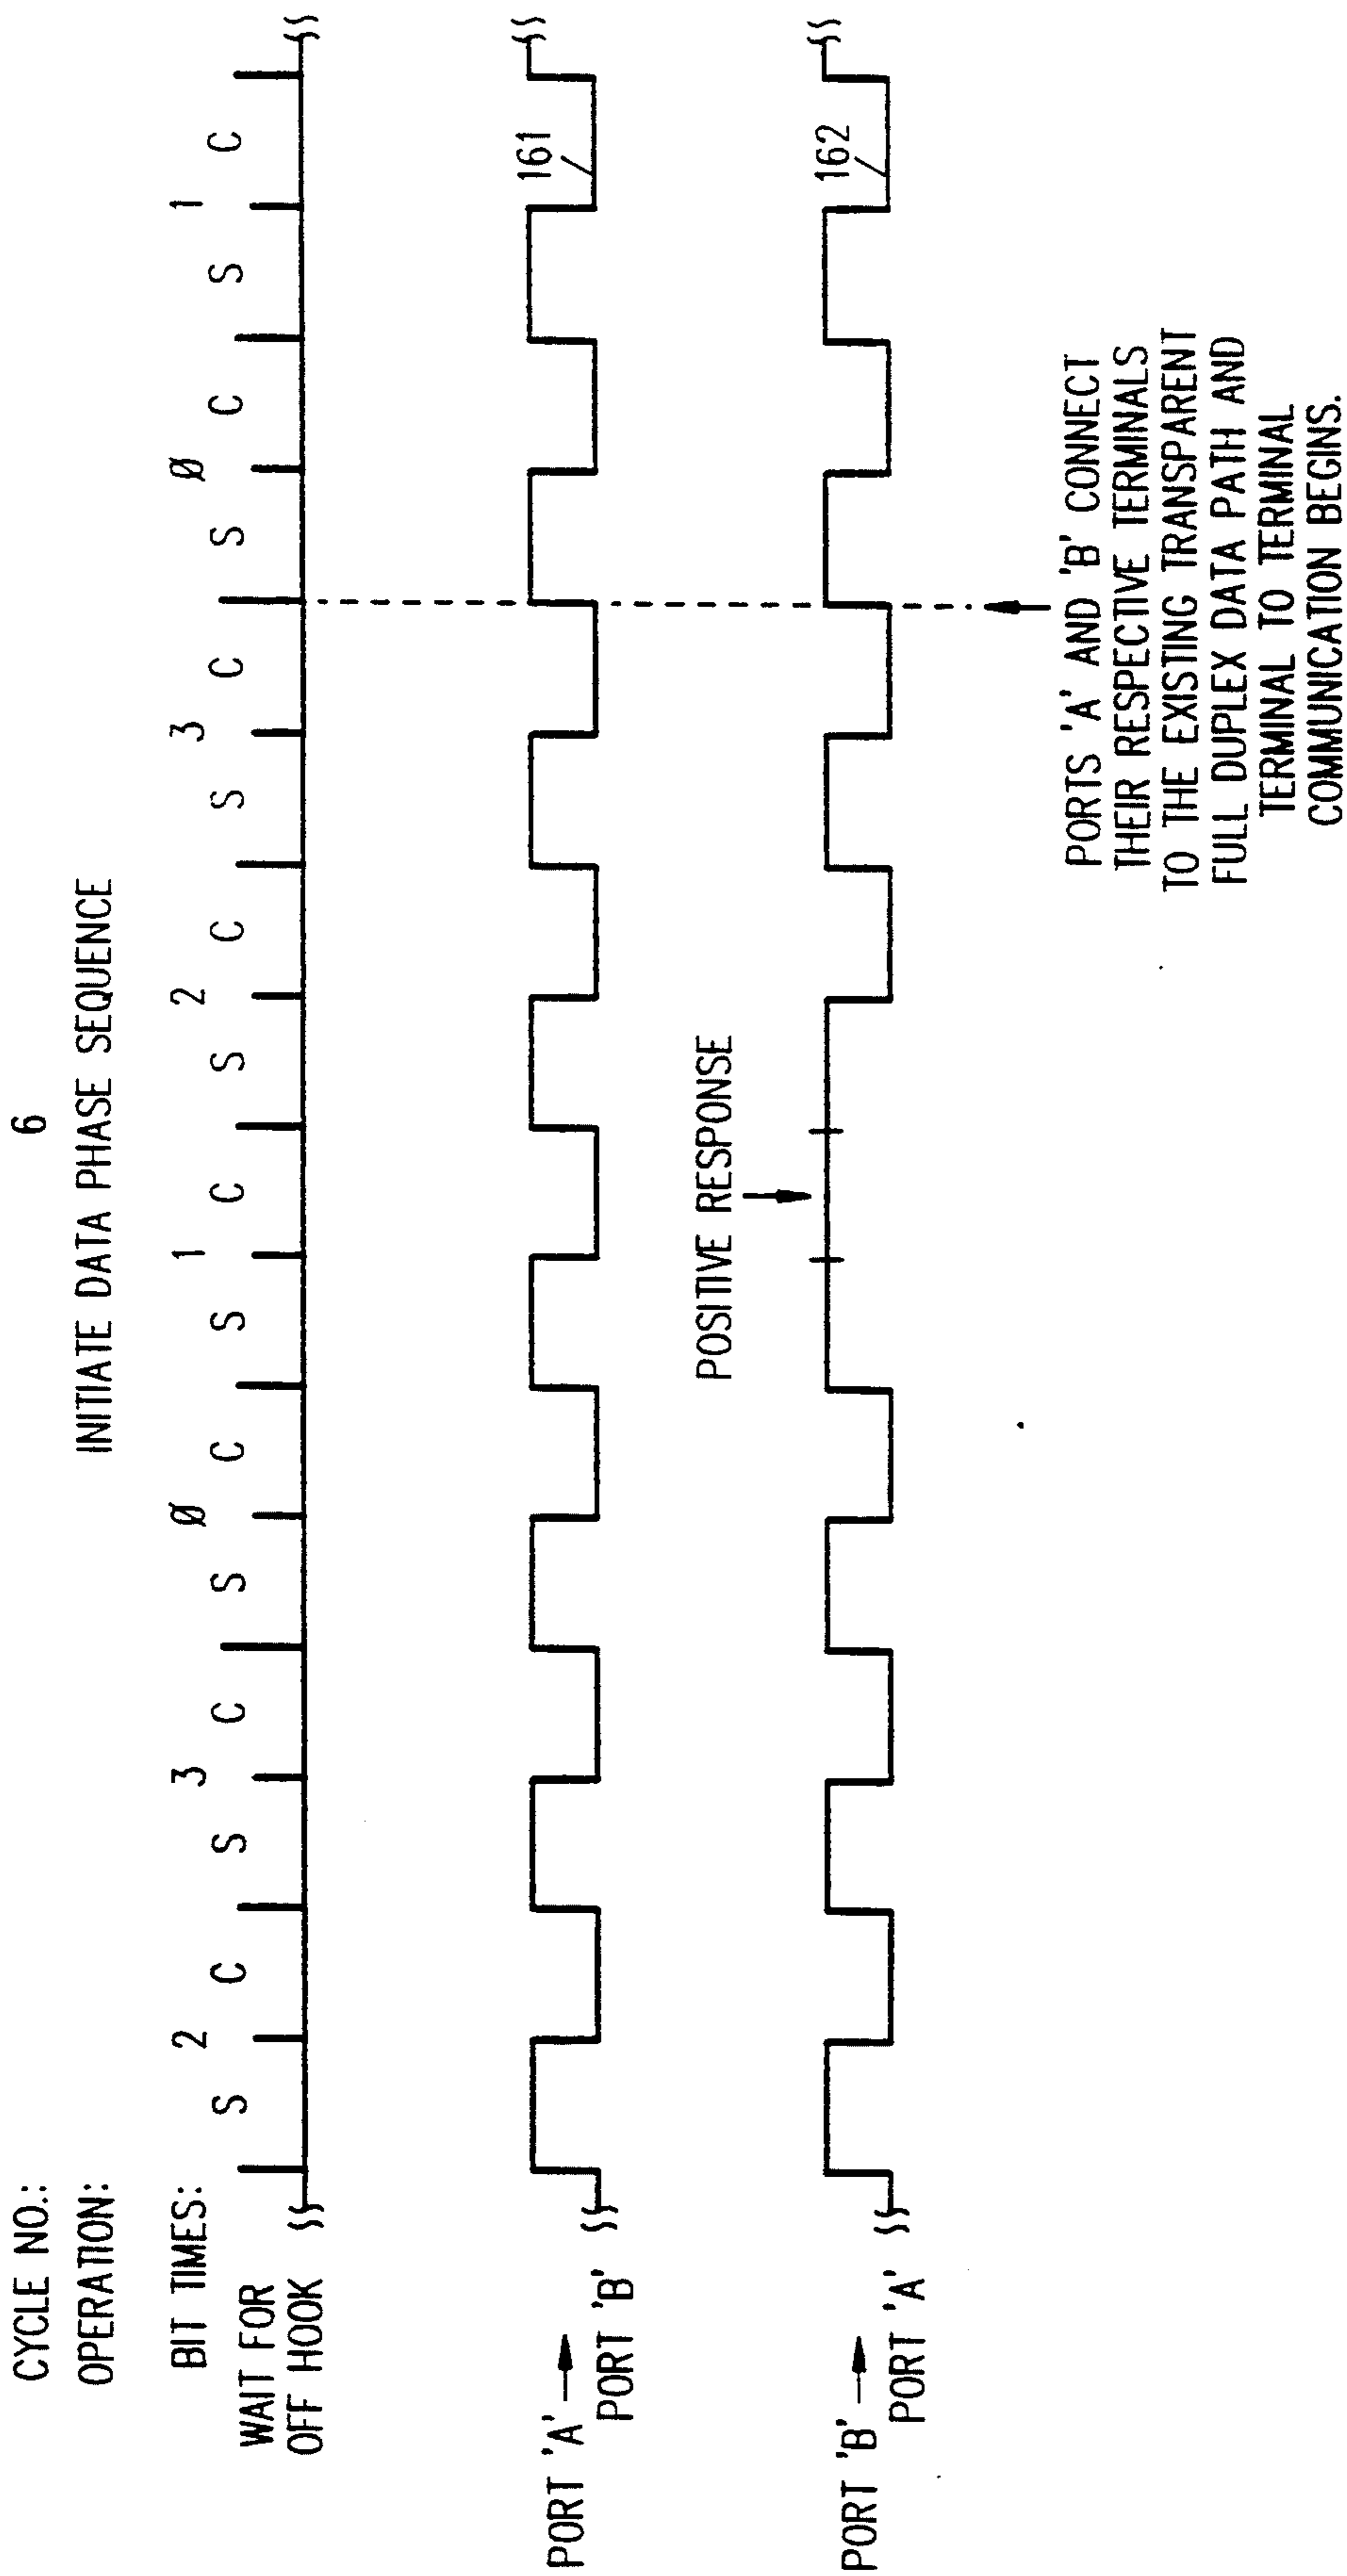 CYCLE NO.: 6
OPERATION: INITIATE DATA PHASE SEQUENCE
BIT TIMES: 2 3 Ø 1 2 3 Ø 1
S C S C S C S C S C S C S C S C
WAIT FOR
OFF HOOK
PORT 'A' →
PORT 'B'
161
POSITIVE RESPONSE
PORT 'B' →
PORT 'A'
162
PORTS 'A' AND 'B' CONNECT
THEIR RESPECTIVE TERMINALS
TO THE EXISTING TRANSPARENT
FULL DUPLEX DATA PATH AND
TERMINAL TO TERMINAL
COMMUNICATION BEGINS.